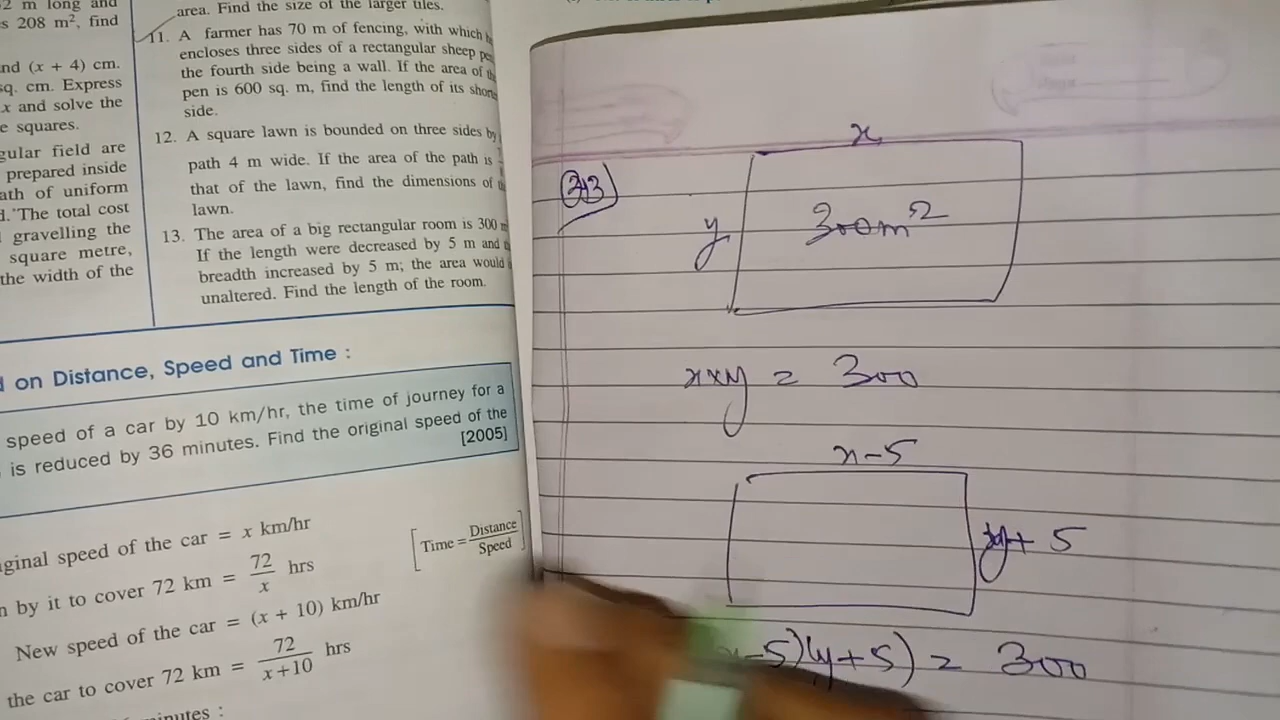 2 m long and
s 208 m², find
nd (x + 4) cm.
sq. cm. Express
x and solve the
e squares.
gular field are
prepared inside
ath of uniform
d. The total cost
gravelling the
square metre,
the width of the
area. Find the size of the larger tiles.
11. A farmer has 70 m of fencing, with which
encloses three sides of a rectangular sheep
the fourth side being a wall. If the area of
pen is 600 sq. m, find the length of its
side.
12. A square lawn is bounded on three sides by
path 4 m wide. If the area of the path is
that of the lawn, find the dimensions of
lawn.
13. The area of a big rectangular room is 300
If the length were decreased by 5 m and
breadth increased by 5 m; the area would
unaltered. Find the length of the room.
on Distance, Speed and Time :
speed of a car by 10 km/hr, the time of journey for a
is reduced by 36 minutes. Find the original speed of the
[2005]
ginal speed of the car = x km/hr
[Time = Distance/Speed]
n by it to cover 72 km = 72/x hrs
New speed of the car = (x + 10) km/hr
the car to cover 72 km = 72/x+10 hrs
minutes :
x
y
300m²
x×y = 300
x-5
y+5
x-5)(y+5) = 300